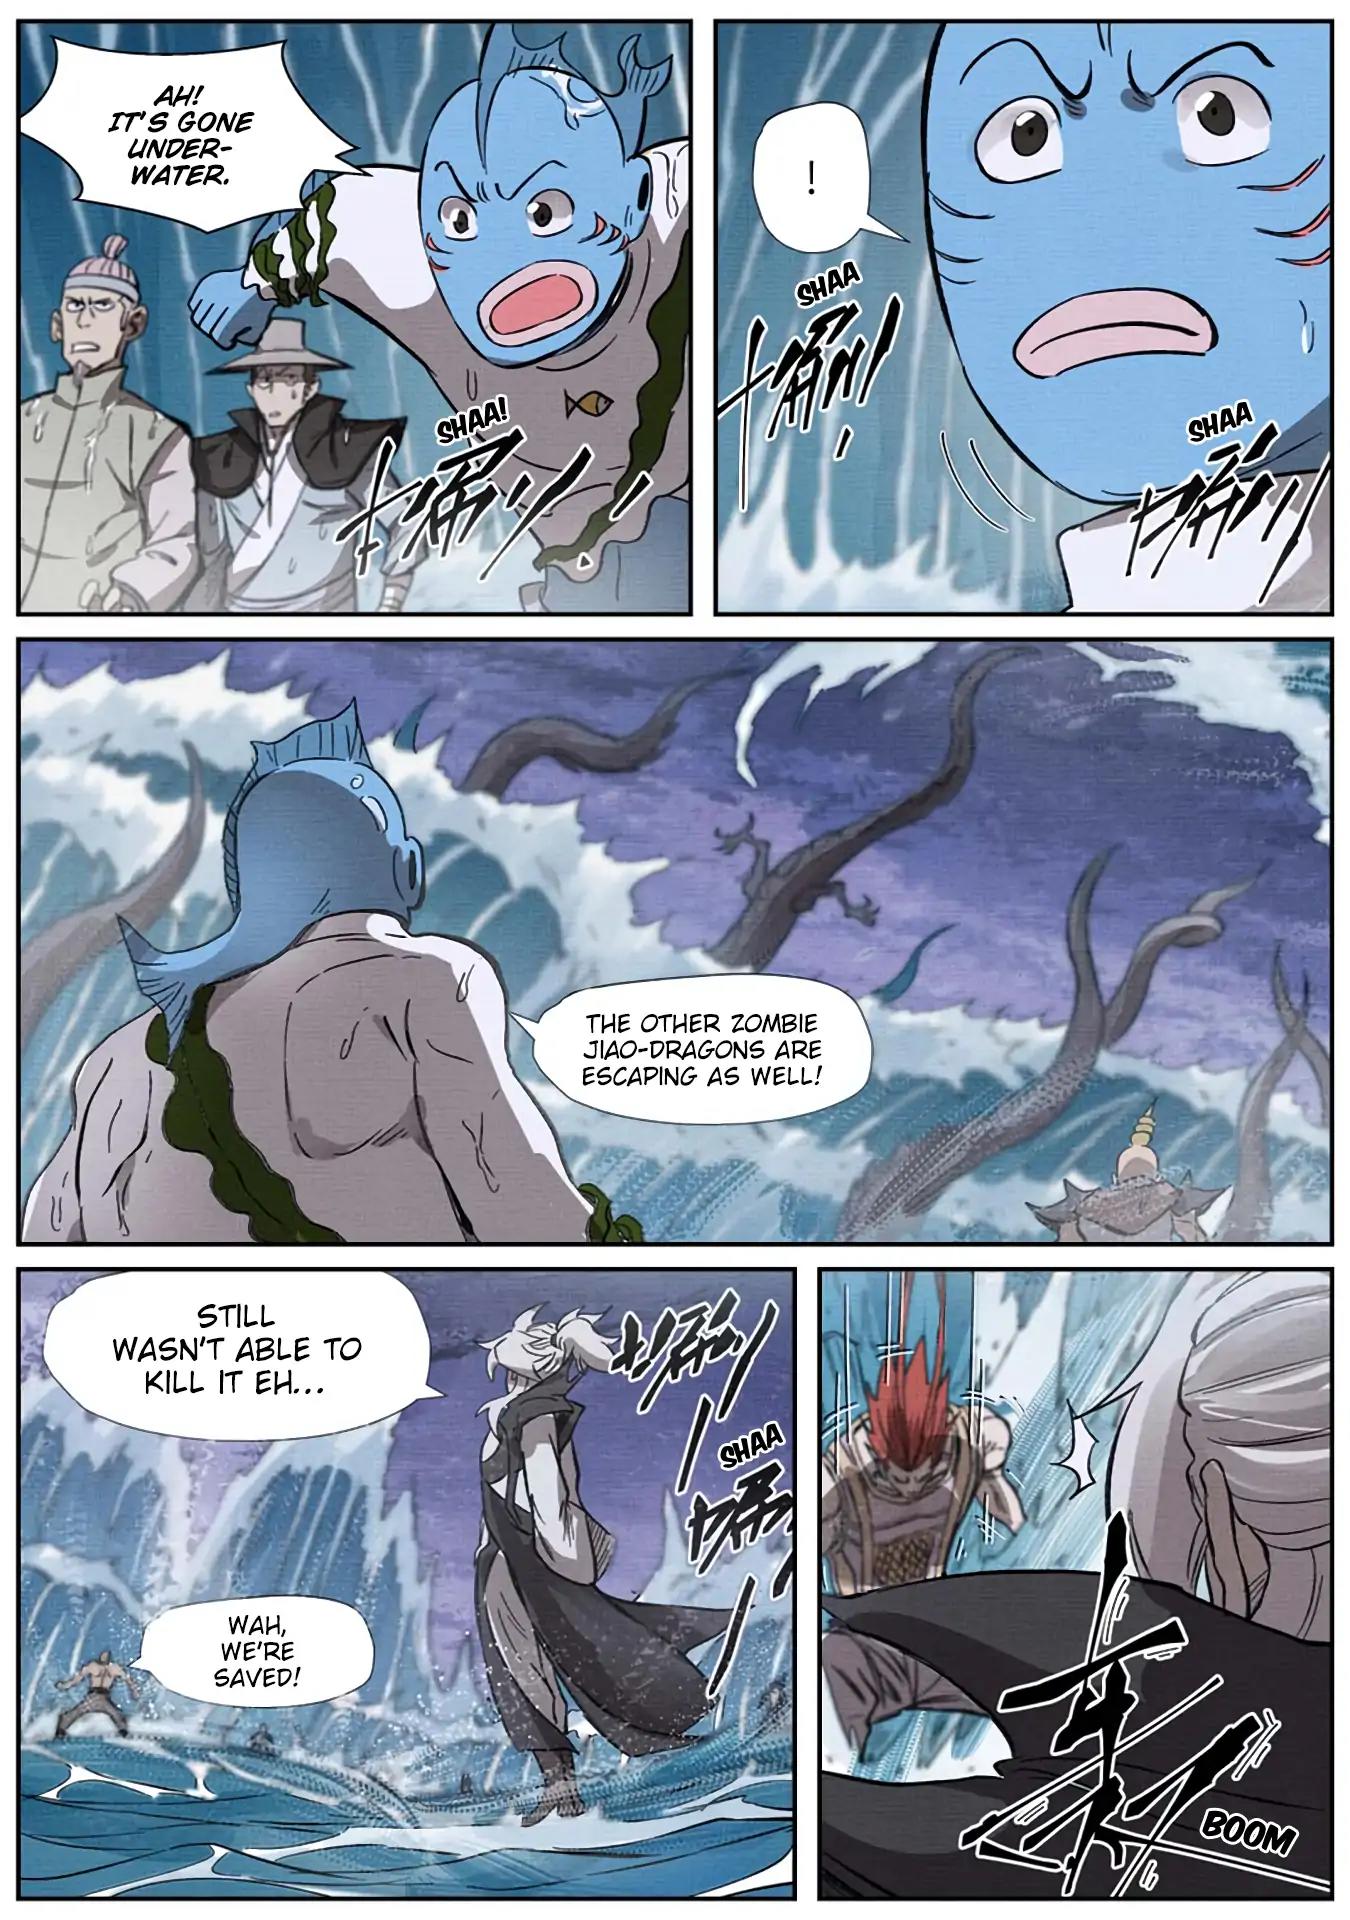 AH!
IT'S GONE
UNDER-
WATER.
SHAA!
!
SHAA
SHAA
THE OTHER ZOMBIE
JIAO-DRAGONS ARE
ESCAPING AS WELL!
STILL
WASN'T ABLE TO
KILL IT EH...
SHAA
WAH,
WE'RE
SAVED!
BOOM